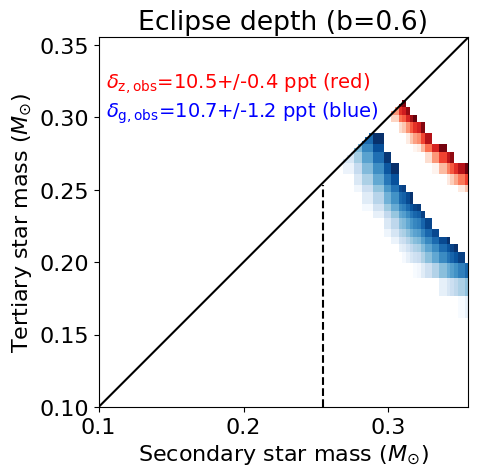 Eclipse depth (b=0.6)
δz,obs=10.5+/-0.4 ppt (red)
δg,obs=10.7+/-1.2 ppt (blue)
Tertiary star mass (M⊙)
0.35
0.30
0.25
0.20
0.15
0.10
0.1
0.2
0.3
Secondary star mass (M⊙)